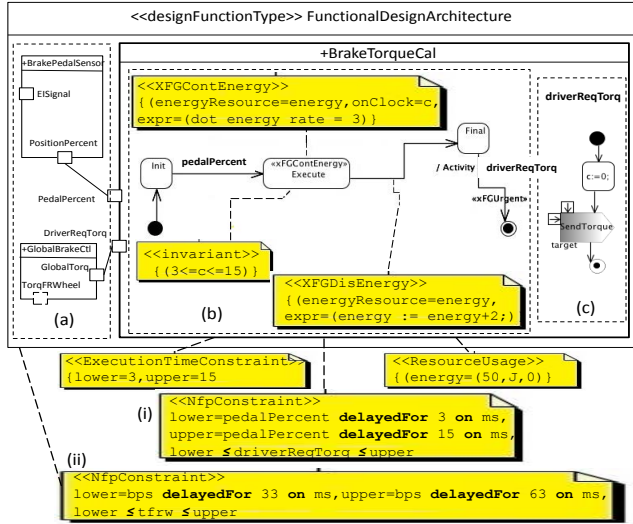 <<designFunctionType>> FunctionalDesignArchitecture
+BrakeTorqueCal
+BrakePedalSensor
EISignal
PositionPercent
PedalPercent
DriverReqTorq
+GlobalBrakeCtl
GlobalTorq
TorqFRWheel
(a)
<<XFGContEnergy>>
{(energyResource=energy,onClock=c,
expr=(dot energy rate = 3)}
Init
pedalPercent
«xFGContEnergy»
Execute
Final
/ Activity
driverReqTorq
«xFGUrgent»
<<invariant>>
{(3<=c<=15)}
<<XFGDisEnergy>>
{(energyResource=energy,
expr=(energy := energy+2;)
(b)
driverReqTorq
c:=0;
SendTorque
target
(c)
<<ExecutionTimeConstraint>>
{lower=3,upper=15
<<ResourceUsage>>
{(energy=(50,J,0)}
(i)
<<NfpConstraint>>
lower=pedalPercent delayedFor 3 on ms,
upper=pedalPercent delayedFor 15 on ms,
lower ≤driverReqTorq ≤upper
(ii)
<<NfpConstraint>>
lower=bps delayedFor 33 on ms,upper=bps delayedFor 63 on ms,
lower ≤tfrw ≤upper